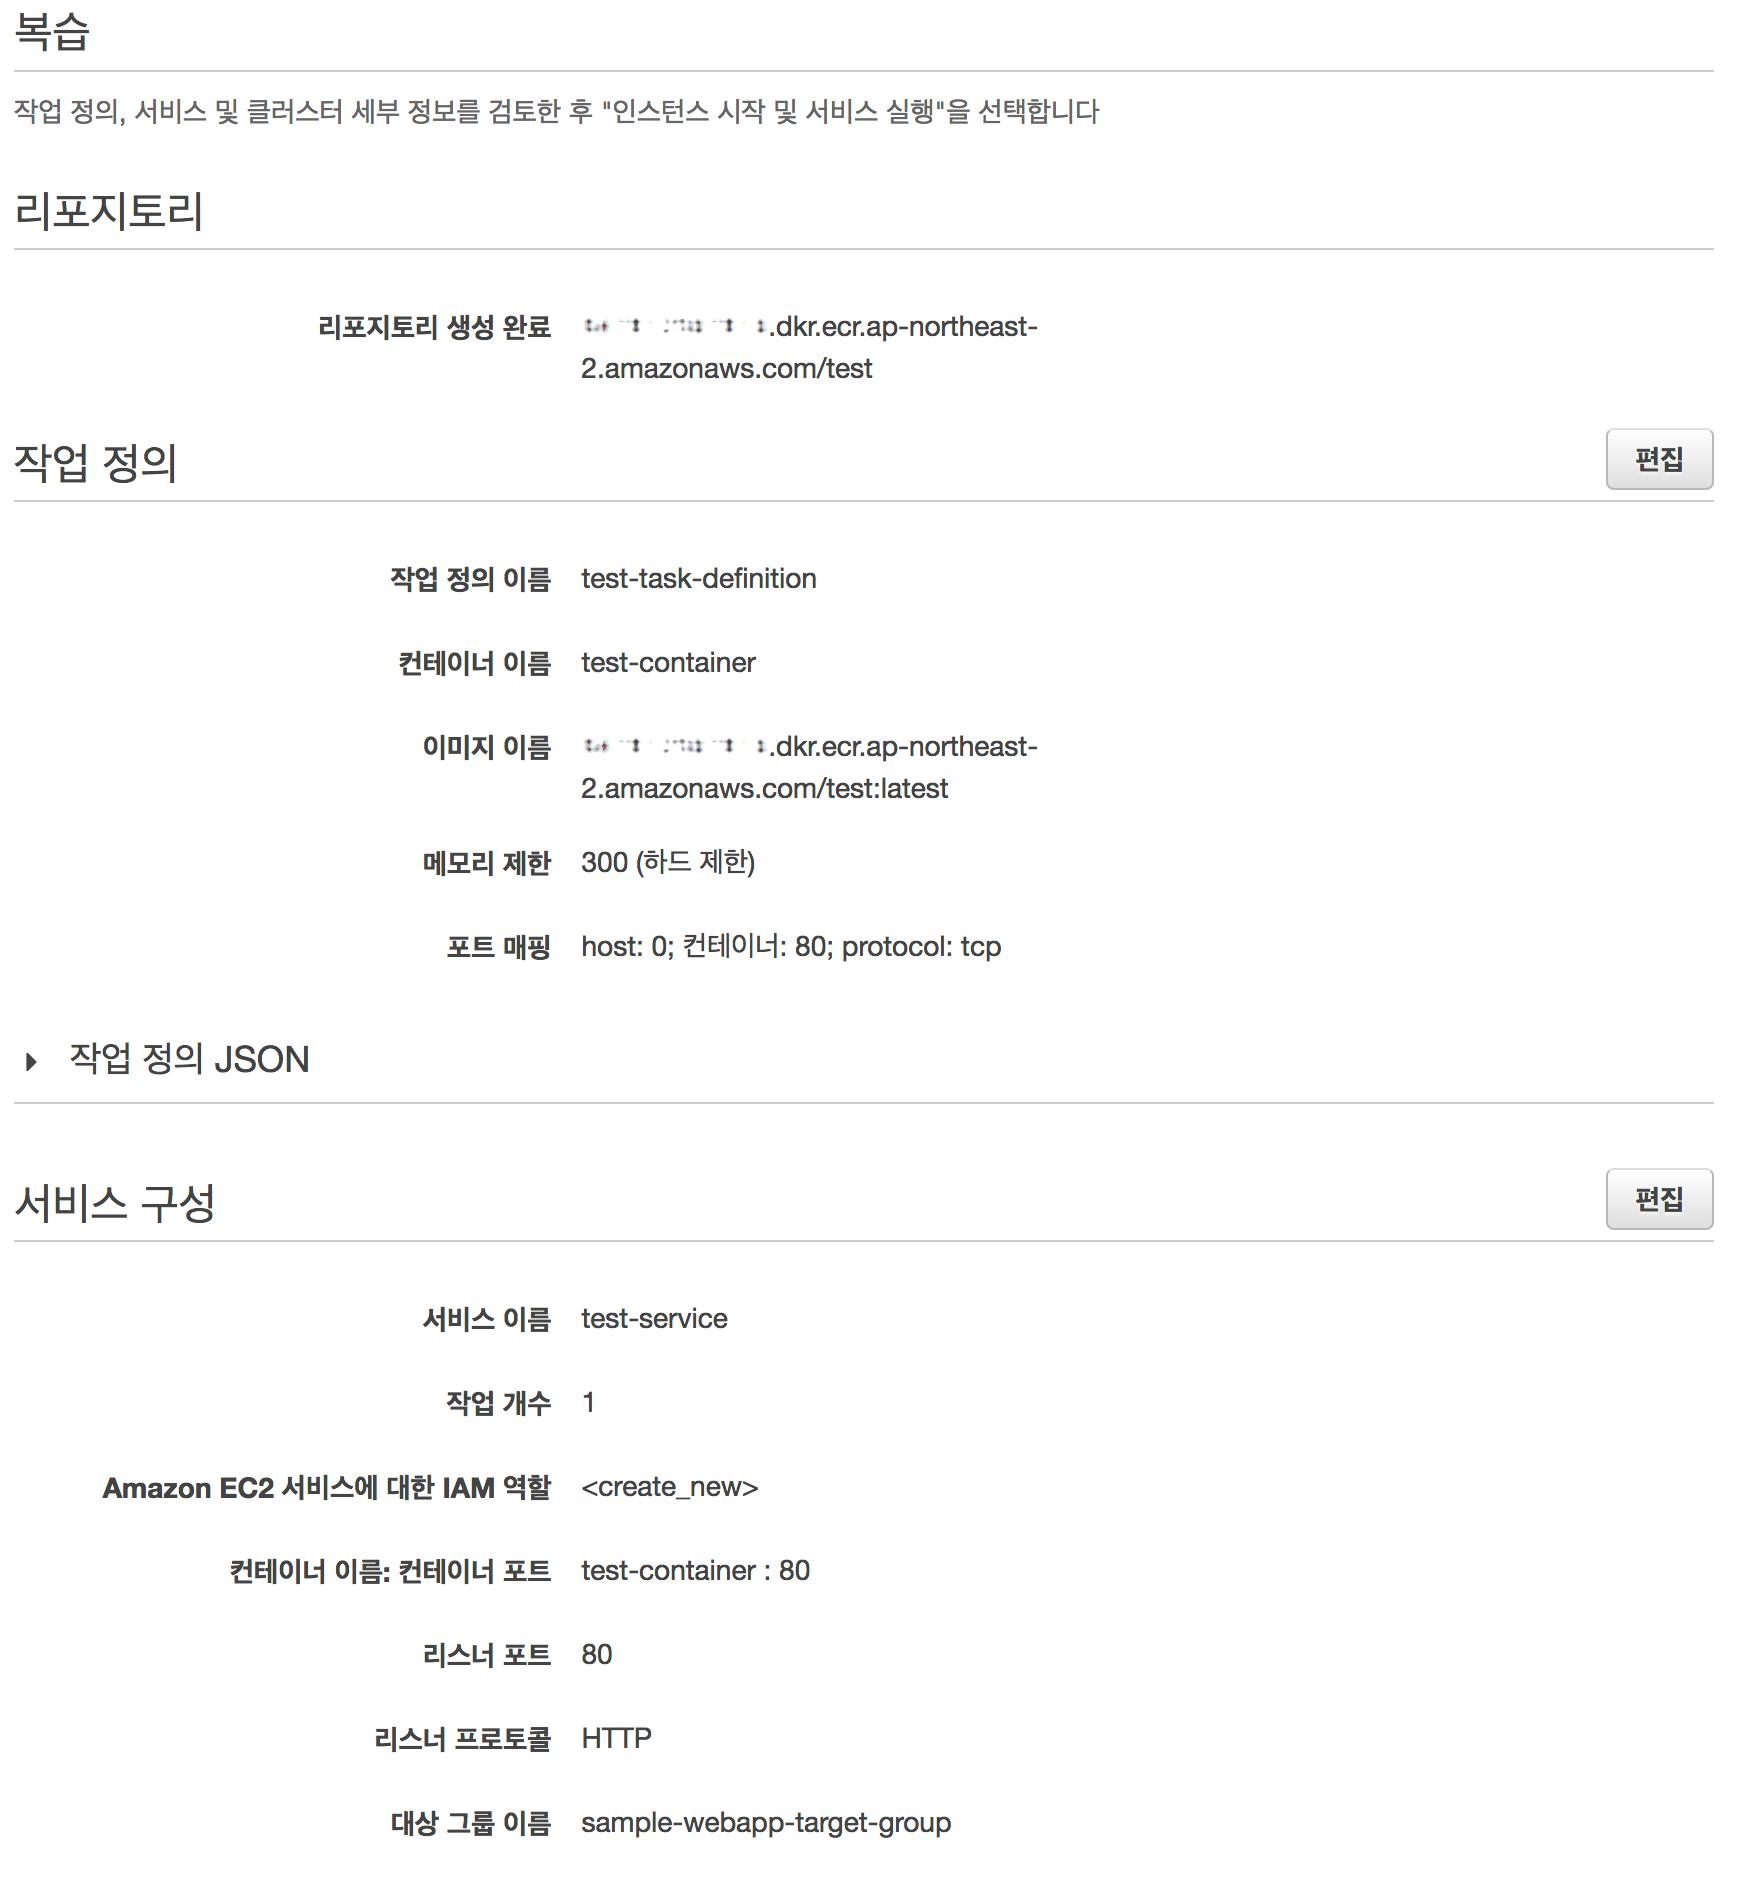 복습
작업 정의, 서비스 및 클러스터 세부 정보를 검토한 후 "인스턴스 시작 및 서비스 실행"을 선택합니다
리포지토리
리포지토리 생성 완료 .dkr.ecr.ap-northeast-
2.amazonaws.com/test
작업 정의 편집
작업 정의 이름 test-task-definition
컨테이너 이름 test-container
이미지 이름 .dkr.ecr.ap-northeast-
2.amazonaws.com/test:latest
메모리 제한 300 (하드 제한)
포트 매핑 host: 0; 컨테이너: 80; protocol: tcp
작업 정의 JSON
서비스 구성 편집
서비스 이름 test-service
작업 개수 1
Amazon EC2 서비스에 대한 IAM 역할 <create_new>
컨테이너 이름: 컨테이너 포트 test-container : 80
리스너 포트 80
리스너 프로토콜 HTTP
대상 그룹 이름 sample-webapp-target-group